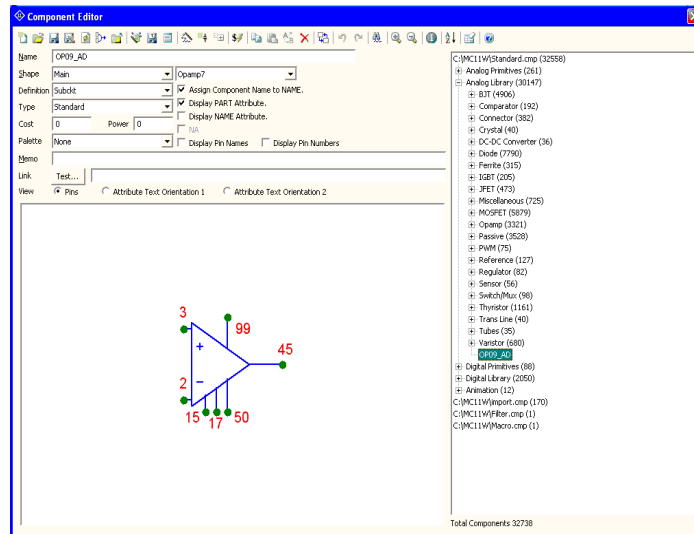 Component Editor
Name OP09_AD
Shape Main Opamp7
Definition Subckt Assign Component Name to NAME.
Type Standard Display PART Attribute.
Display NAME Attribute.
Cost 0 Power 0 NA
Palette None Display Pin Names Display Pin Numbers
Memo
Link Test...
View Pins Attribute Text Orientation 1 Attribute Text Orientation 2
3
99
+
45
−
2
15 17 50
C:\MC11W\Standard.cmp (32558)
Analog Primitives (261)
Analog Library (30147)
BJT (4906)
Comparator (192)
Connector (382)
Crystal (40)
DC-DC Converter (36)
Diode (7790)
Ferrite (315)
IGBT (205)
JFET (473)
Miscellaneous (725)
MOSFET (5879)
Opamp (3321)
Passive (3528)
PWM (75)
Reference (127)
Regulator (82)
Sensor (56)
Switch/Mux (98)
Thyristor (1161)
Trans Line (40)
Tubes (35)
Varistor (680)
OP09_AD
Digital Primitives (88)
Digital Library (2050)
Animation (12)
C:\MC11W\import.cmp (170)
C:\MC11W\Filter.cmp (1)
C:\MC11W\Macro.cmp (1)
Total Components 32738